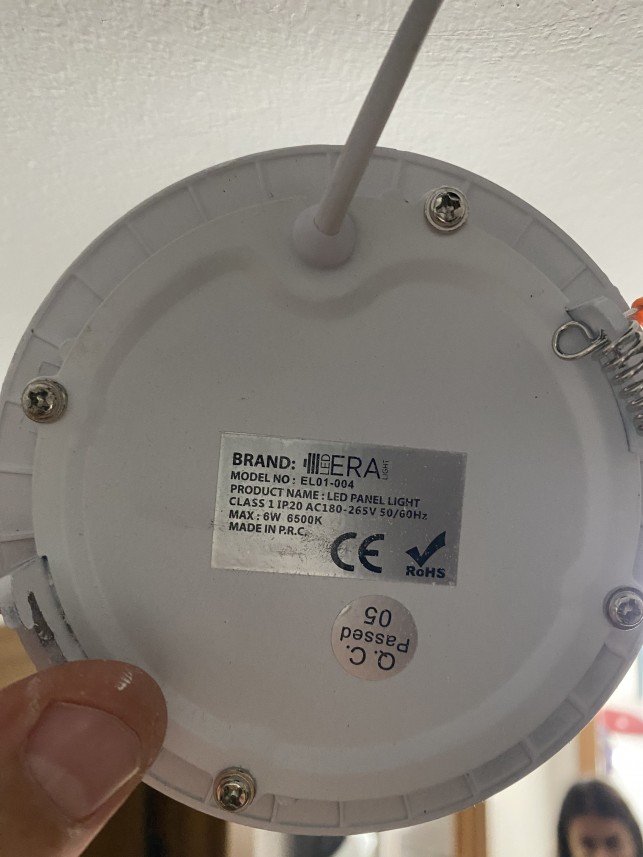 BRAND: LED ERA LIGHT
MODEL NO : EL01-004
PRODUCT NAME : LED PANEL LIGHT
CLASS 1 IP20 AC180-265V 50/60Hz
MAX : 6W 6500K
MADE IN P.R.C.
CE
RoHS
Q.C.
Passed
05